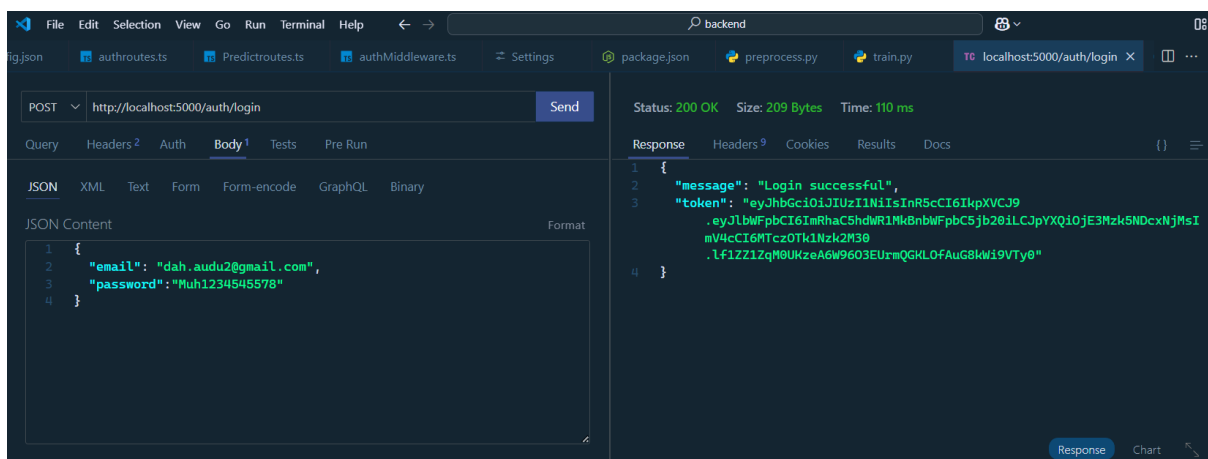 File Edit Selection View Go Run Terminal Help
backend
fig.json
authroutes.ts
Predictroutes.ts
authMiddleware.ts
Settings
package.json
preprocess.py
train.py
TC localhost:5000/auth/login
POST http://localhost:5000/auth/login Send
Query Headers 2 Auth Body 1 Tests Pre Run
JSON XML Text Form Form-encode GraphQL Binary
JSON Content Format
1 {
2 "email": "dah.audu2@gmail.com",
3 "password":"Muh1234545578"
4 }
Status: 200 OK Size: 209 Bytes Time: 110 ms
Response Headers 9 Cookies Results Docs {}
1 {
2 "message": "Login successful",
3 "token": "eyJhbGciOiJIUzI1NiIsInR5cCI6IkpXVCJ9
.eyJlbWFpbCI6ImRhaC5hdWR1MkBnbWFpbC5jb20iLCJpYXQiOjE3Mzk5NDcxNjMsI
mV4cCI6MTczOTk1Nzk2M30
.lf1ZZ1ZqM0UKzeA6W96O3EUrmQGKLOfAuG8kWi9VTy0"
4 }
Response Chart